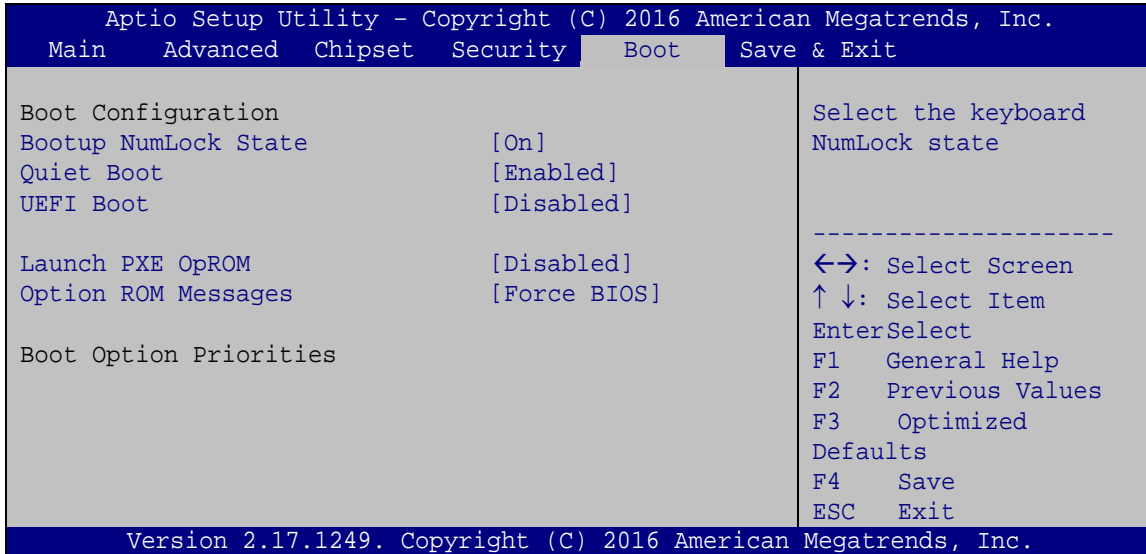 Aptio Setup Utility – Copyright (C) 2016 American Megatrends, Inc.
Main Advanced Chipset Security Boot Save & Exit
Boot Configuration
Bootup NumLock State [On]
Quiet Boot [Enabled]
UEFI Boot [Disabled]
Launch PXE OpROM [Disabled]
Option ROM Messages [Force BIOS]
Boot Option Priorities
Select the keyboard
NumLock state
---------------------
←→: Select Screen
↑ ↓: Select Item
EnterSelect
F1 General Help
F2 Previous Values
F3 Optimized
Defaults
F4 Save
ESC Exit
Version 2.17.1249. Copyright (C) 2016 American Megatrends, Inc.